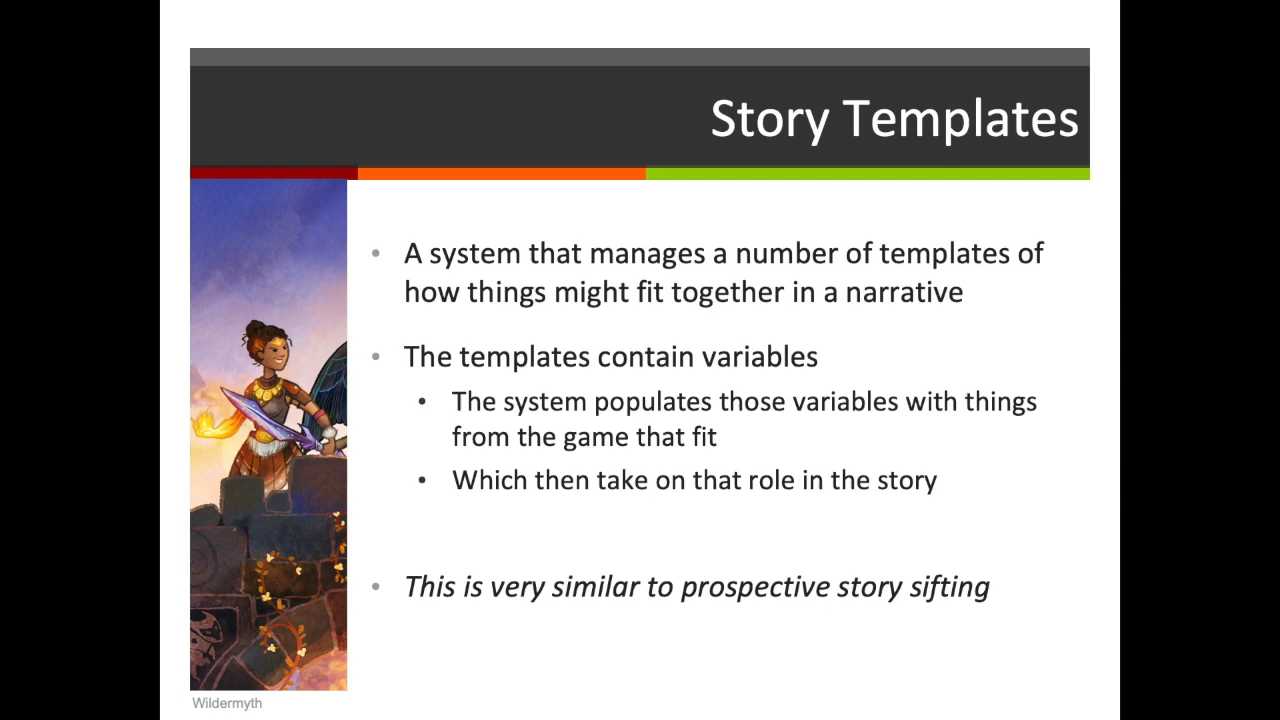 Story Templates
• A system that manages a number of templates of
how things might fit together in a narrative
• The templates contain variables
• The system populates those variables with things
from the game that fit
• Which then take on that role in the story
• This is very similar to prospective story sifting
Wildermyth